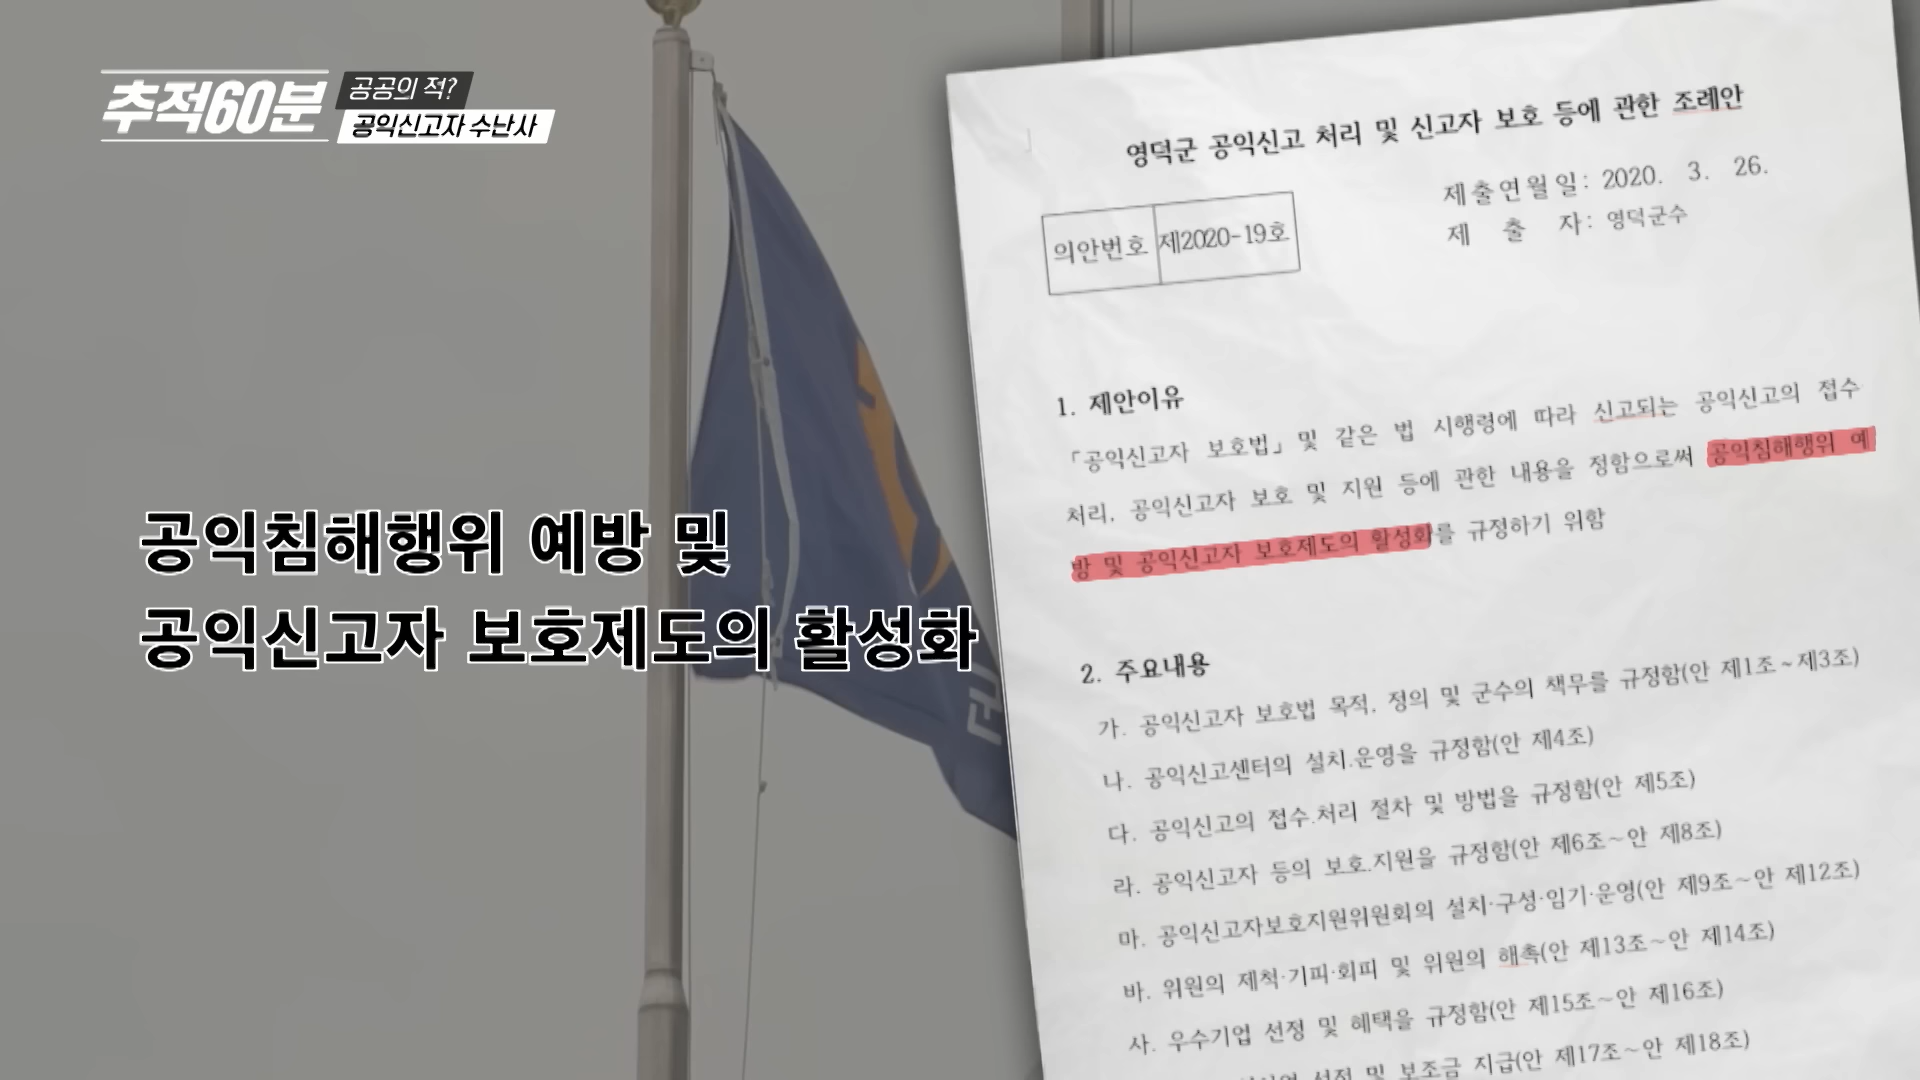 추적60분
공공의 적?
공익신고자 수난사
영덕군 공익신고 처리 및 신고자 보호 등에 관한 조례안
의안번호 제2020-19호
제출연월일: 2020. 3. 26.
제 출 자: 영덕군수
1. 제안이유
「공익신고자 보호법」 및 같은 법 시행령에 따라 신고되는 공익신고의 접수
처리, 공익신고자 보호 및 지원 등에 관한 내용을 정함으로써 공익침해행위 예
방 및 공익신고자 보호제도의 활성화를 규정하기 위함
공익침해행위 예방 및
공익신고자 보호제도의 활성화
2. 주요내용
가. 공익신고자 보호법 목적, 정의 및 군수의 책무를 규정함(안 제1조~제3조)
나. 공익신고센터의 설치.운영을 규정함(안 제4조)
다. 공익신고의 접수.처리 절차 및 방법을 규정함(안 제5조)
라. 공익신고자 등의 보호.지원을 규정함(안 제6조~안 제8조)
마. 공익신고자보호지원위원회의 설치·구성·임기·운영(안 제9조~안 제12조)
바. 위원의 제척·기피·회피 및 위원의 해촉(안 제13조~안 제14조)
사. 우수기업 선정 및 혜택을 규정함(안 제15조~안 제16조)
선정 및 보조금 지급(안 제17조~안 제18조)